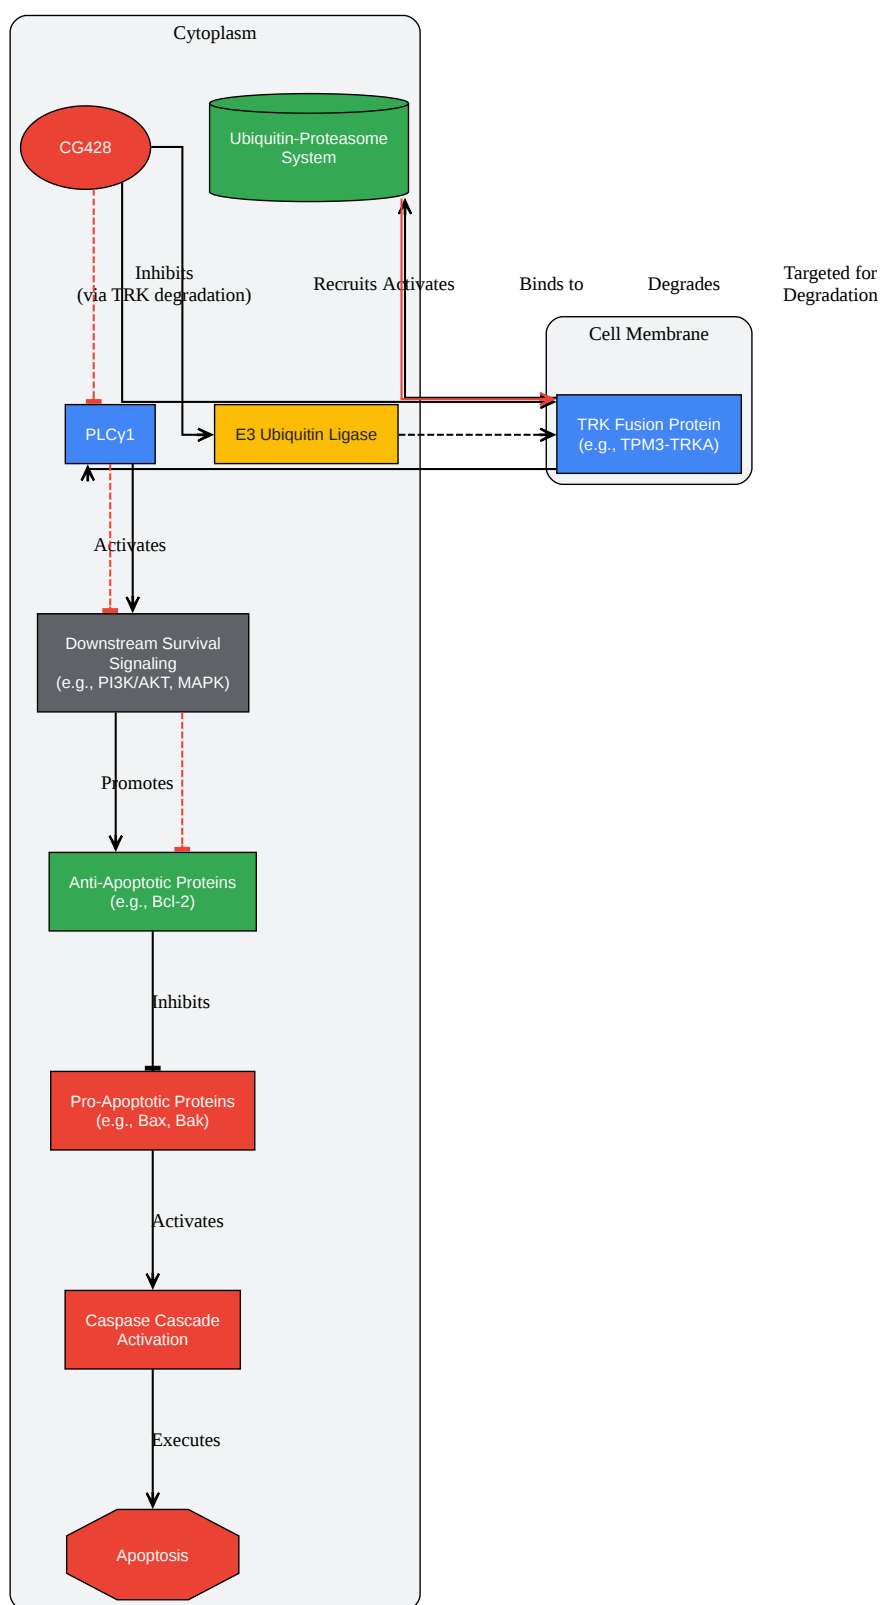 Cytoplasm
CG428
Ubiquitin-Proteasome
System
Inhibits
(via TRK degradation)
Recruits
Activates
Binds to
Degrades
Targeted for
Degradation
Cell Membrane
PLCγ1
E3 Ubiquitin Ligase
TRK Fusion Protein
(e.g., TPM3-TRKA)
Activates
Downstream Survival
Signaling
(e.g., PI3K/AKT, MAPK)
Promotes
Anti-Apoptotic Proteins
(e.g., Bcl-2)
Inhibits
Pro-Apoptotic Proteins
(e.g., Bax, Bak)
Activates
Caspase Cascade
Activation
Executes
Apoptosis